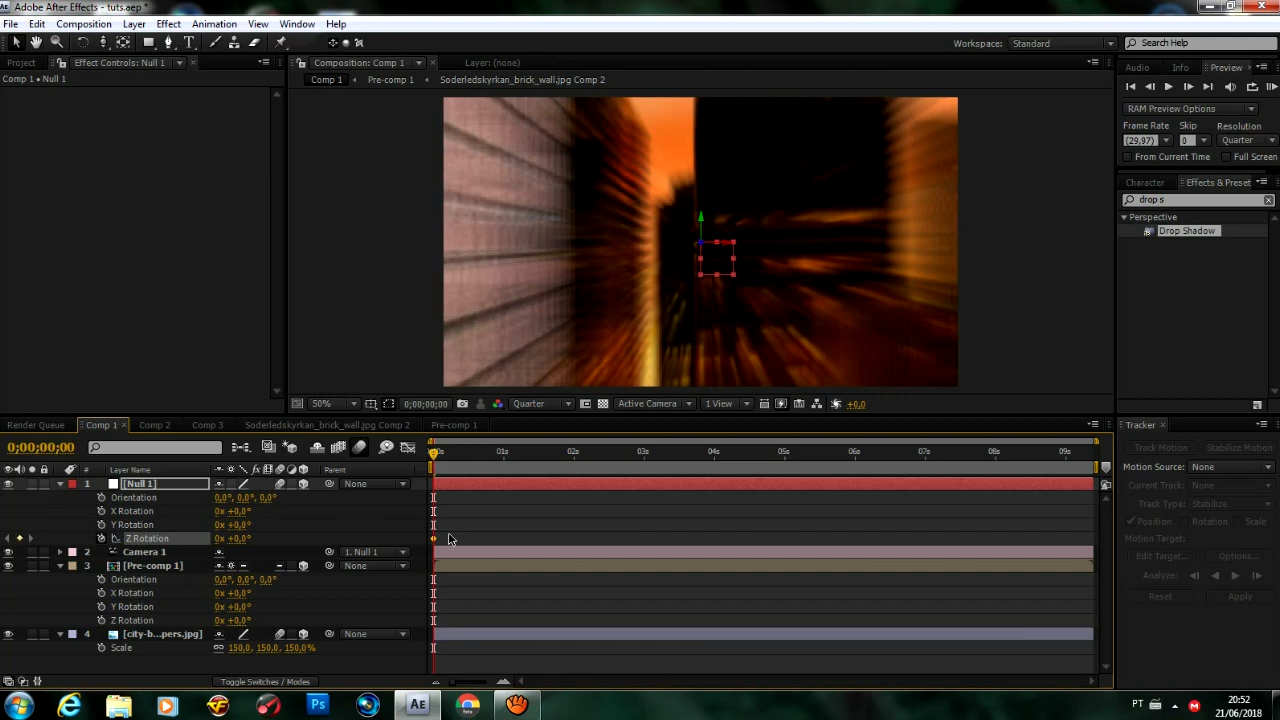 Adobe After Effects - tuts.aep *
File Edit Composition Layer Effect Animation View Window Help
Workspace: Standard Search Help
Project Effect Controls: Null 1 Composition: Comp 1 Layer: (none) Audio Info Preview
Comp 1 • Null 1 Comp 1 Pre-comp 1 Soderledskyrkan_brick_wall.jpg Comp 2
RAM Preview Options
Frame Rate Skip Resolution
(29,97) 0 Quarter
From Current Time Full Screen
Character Effects & Preset
drop s
Perspective
Drop Shadow
50% 0;00;00;00 Quarter Active Camera 1 View +0,0
Render Queue Comp 1 Comp 2 Comp 3 Soderledskyrkan_brick_wall.jpg Comp 2 Pre-comp 1 Tracker
0;00;00;00
Track Motion Stabilize Motion
01s 02s 03s 04s 05s 06s 07s 08s 09s
Motion Source: None
# Layer Name Parent
1 [Null 1] None
Current Track: None
Orientation 0,0°, 0,0°, 0,0°
Track Type: Stabilize
X Rotation 0x +0,0°
Position Rotation Scale
Y Rotation 0x +0,0°
Motion Target:
Z Rotation 0x +0,0°
2 Camera 1 1. Null 1
Edit Target... Options...
3 [Pre-comp 1] None
Orientation 0,0°, 0,0°, 0,0°
Analyze:
X Rotation 0x +0,0°
Reset Apply
Y Rotation 0x +0,0°
Z Rotation 0x +0,0°
4 [city-b...pers.jpg] None
Scale 150,0, 150,0, 150,0%
Toggle Switches / Modes
Ps Ae beta PT 20:52
21/06/2018